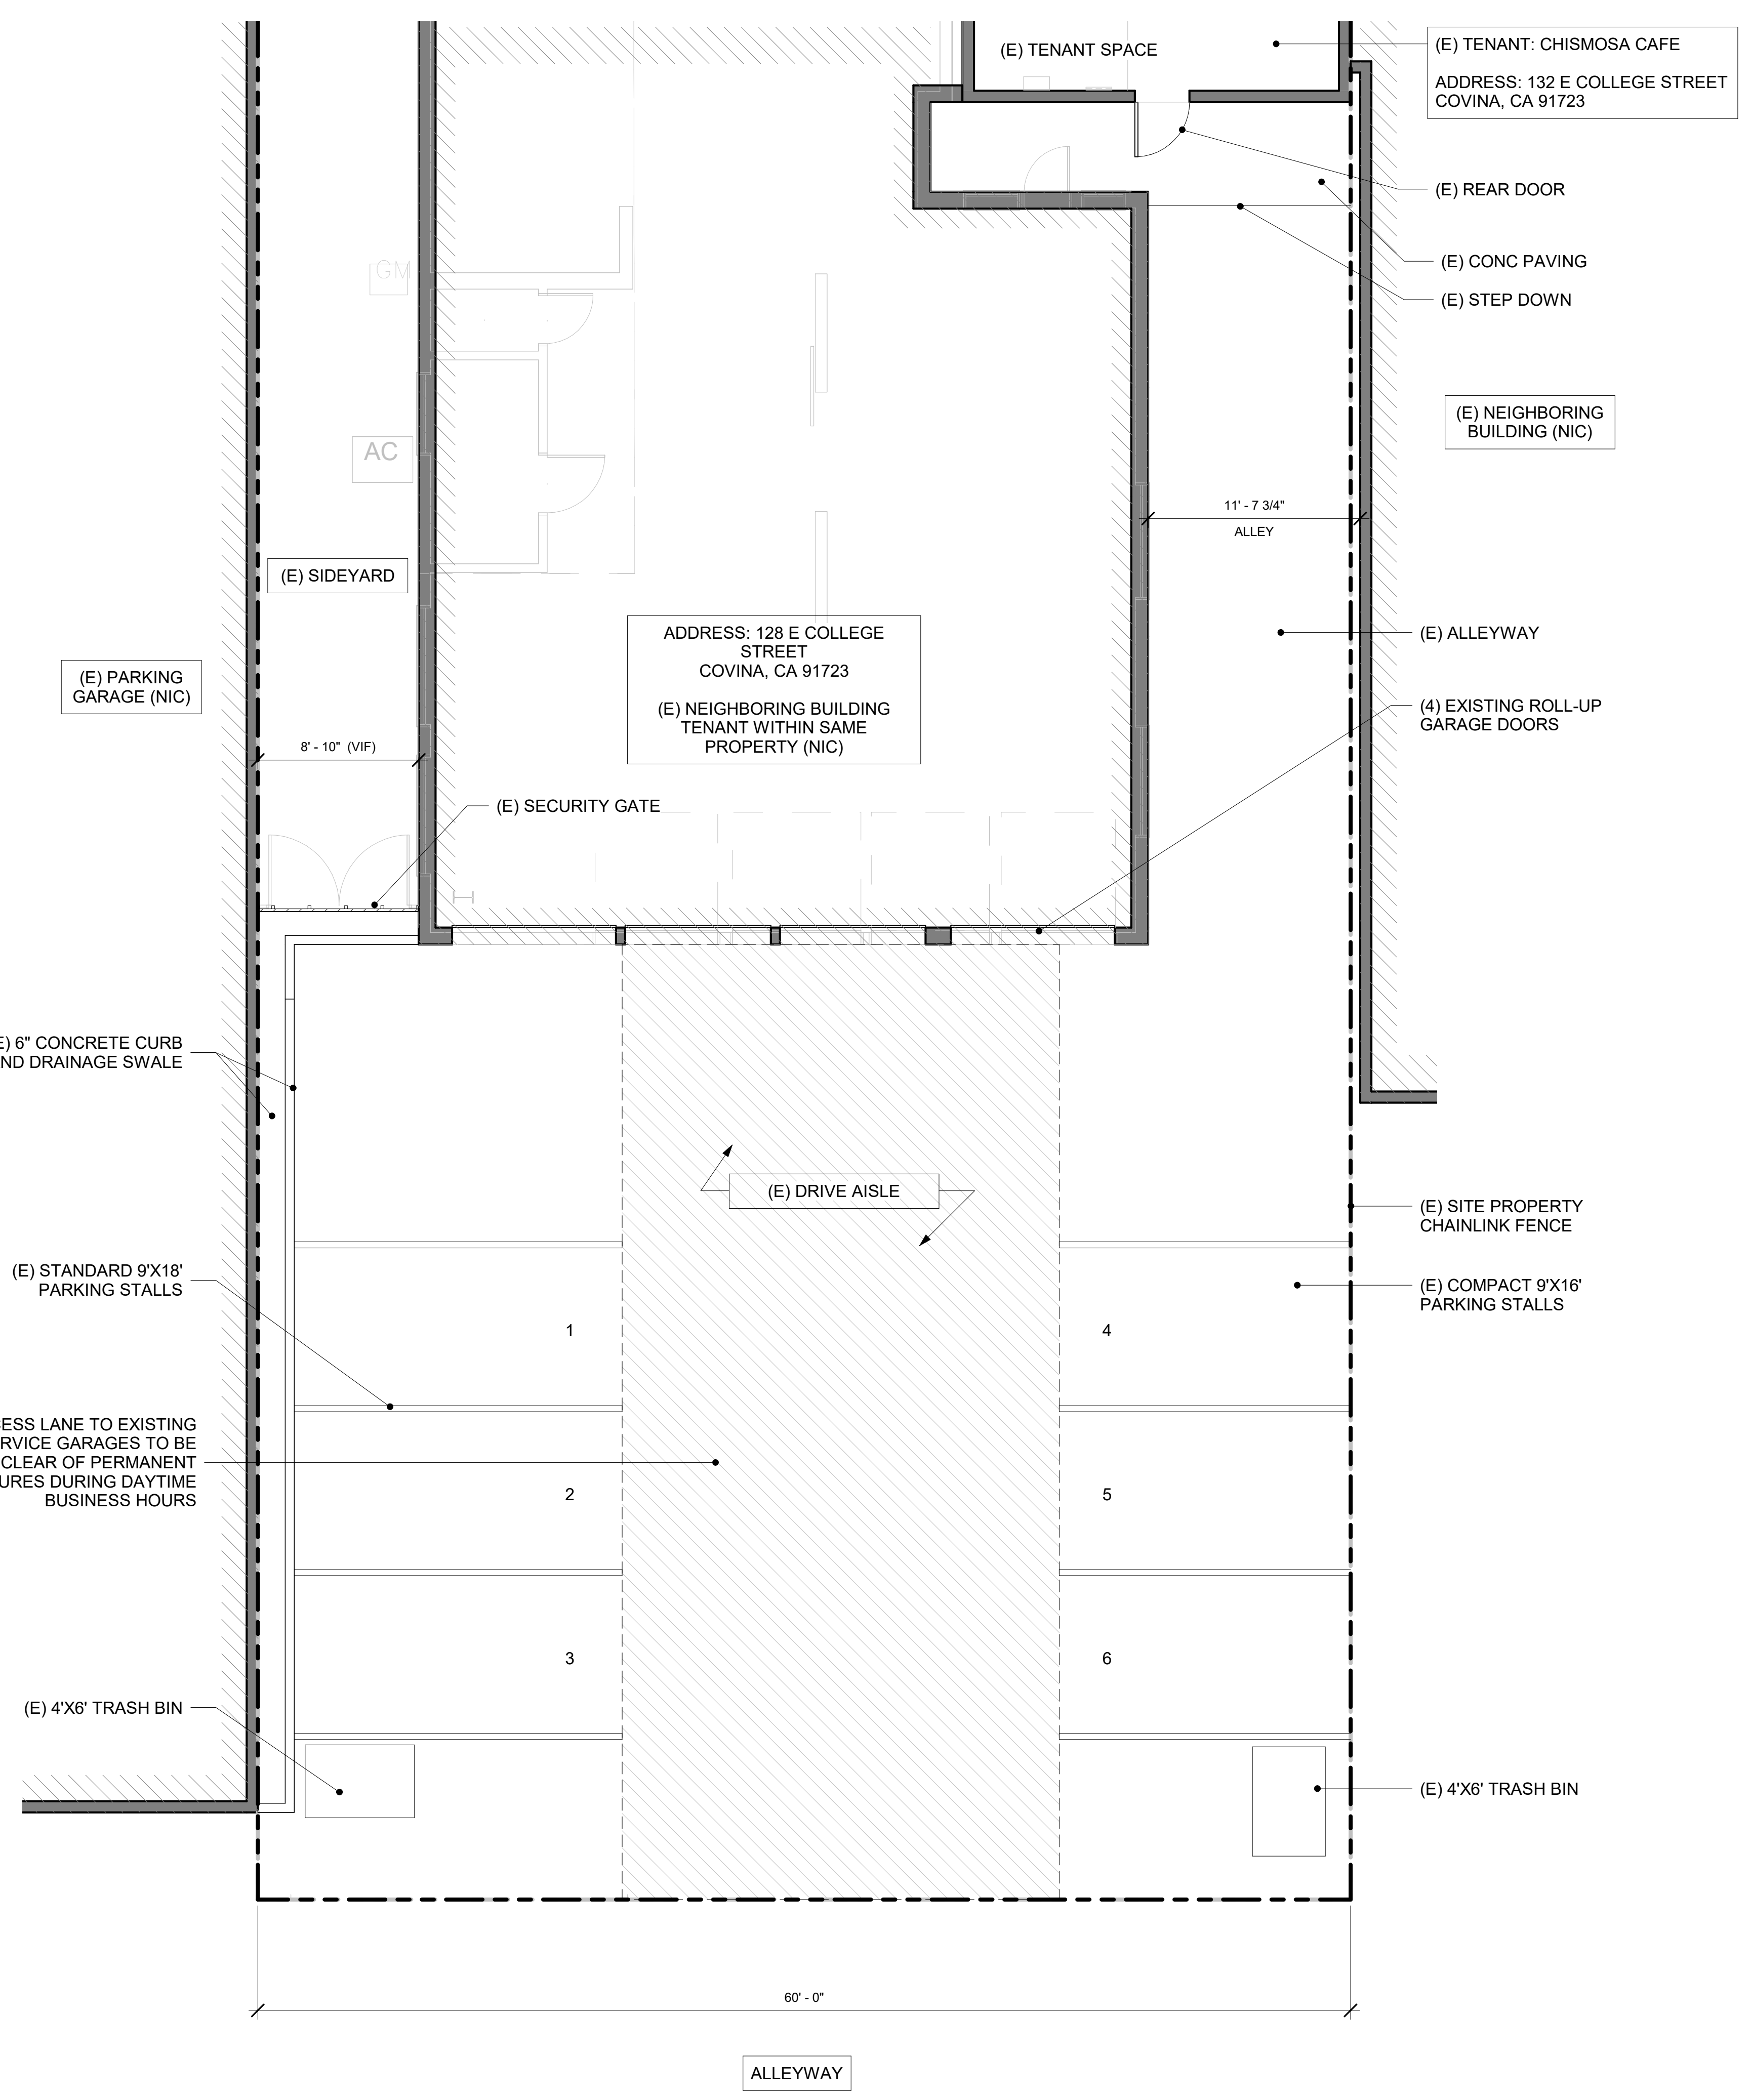 (E) TENANT SPACE
(E) TENANT: CHISMOSA CAFE
ADDRESS: 132 E COLLEGE STREET
COVINA, CA 91723
(E) REAR DOOR
(E) CONC PAVING
(E) STEP DOWN
GM
AC
(E) NEIGHBORING
BUILDING (NIC)
11' - 7 3/4"
ALLEY
(E) SIDEYARD
ADDRESS: 128 E COLLEGE
STREET
COVINA, CA 91723
(E) NEIGHBORING BUILDING
TENANT WITHIN SAME
PROPERTY (NIC)
(E) ALLEYWAY
(E) PARKING
GARAGE (NIC)
(4) EXISTING ROLL-UP
GARAGE DOORS
8' - 10" (VIF)
(E) SECURITY GATE
E) 6" CONCRETE CURB
ND DRAINAGE SWALE
(E) DRIVE AISLE
(E) SITE PROPERTY
CHAINLINK FENCE
(E) STANDARD 9'X18'
PARKING STALLS
(E) COMPACT 9'X16'
PARKING STALLS
1
4
ESS LANE TO EXISTING
RVICE GARAGES TO BE
CLEAR OF PERMANENT
URES DURING DAYTIME
BUSINESS HOURS
2
5
3
6
(E) 4'X6' TRASH BIN
(E) 4'X6' TRASH BIN
60' - 0"
ALLEYWAY